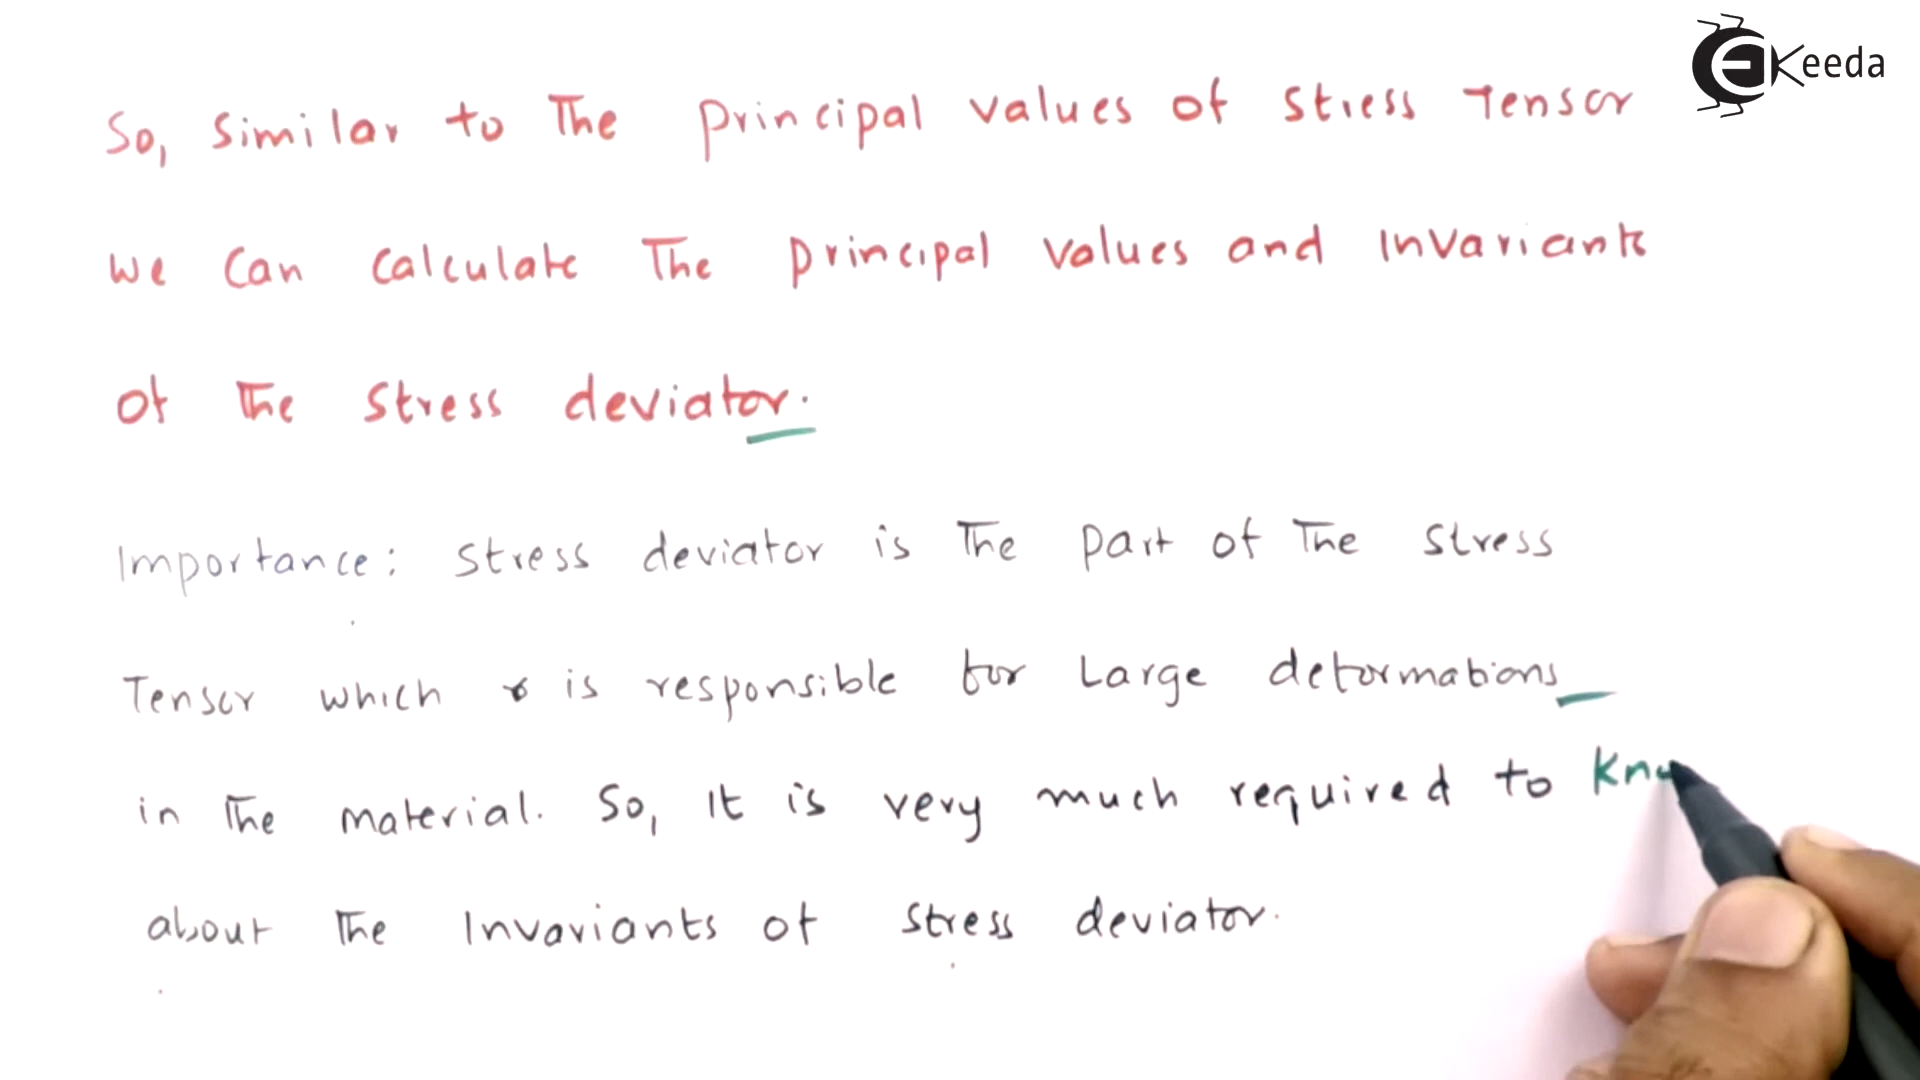 EKeeda
So, Similar to The principal values of stress Tensor
we can calculate The principal values and Invariants
of the stress deviator.
Importance: stress deviator is The part of The stress
Tensor which is responsible for Large deformations
in The material. So, It is very much required to kno
about The Invariants of stress deviator.